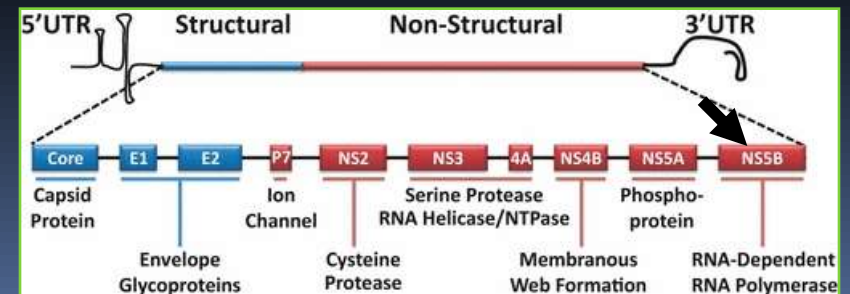 5'UTR Structural Non-Structural 3'UTR
Core E1 E2 P7 NS2 NS3 4A NS4B NS5A NS5B
Capsid Protein
Ion Channel
Serine Protease
RNA Helicase/NTPase
Phospho-
protein
Envelope
Glycoproteins
Cysteine
Protease
Membranous
Web Formation
RNA-Dependent
RNA Polymerase